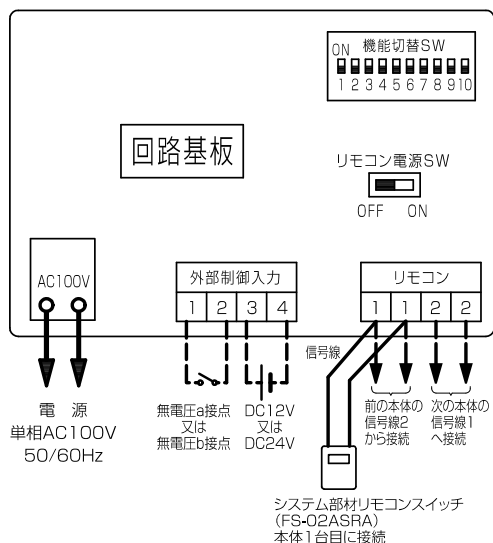 機能切替SW
ON
1 2 3 4 5 6 7 8 9 10
回路基板
リモコン電源SW
OFF ON
AC100V
外部制御入力
1 2 3 4
リモコン
1 1 2 2
信号線
電 源
単相AC100V
50/60Hz
無電圧a接点
又は
無電圧b接点
DC12V
又は
DC24V
前の本体の
信号線2
から接続
次の本体の
信号線1
へ接続
システム部材リモコンスイッチ
(FS-02ASRA)
本体1台目に接続